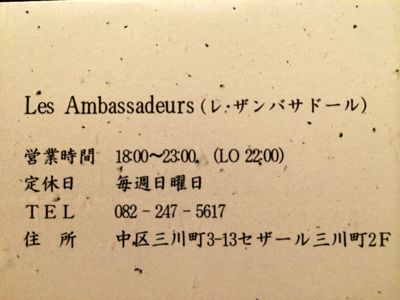 Les Ambassadeurs(レ・ザンバサドール)
営業時間 18:00〜23:00 (LO 22:00)
定休日 毎週日曜日
TEL 082-247-5617
住 所 中区三川町3-13セザール三川町2F